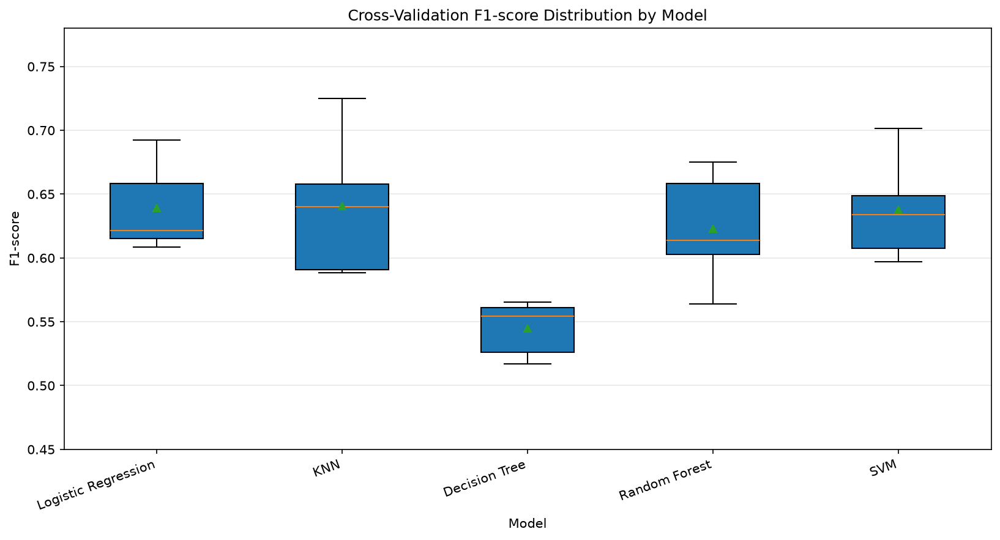 Cross-Validation F1-score Distribution by Model
F1-score
0.75
0.70
0.65
0.60
0.55
0.50
0.45
Logistic Regression
KNN
Decision Tree
Random Forest
SVM
Model